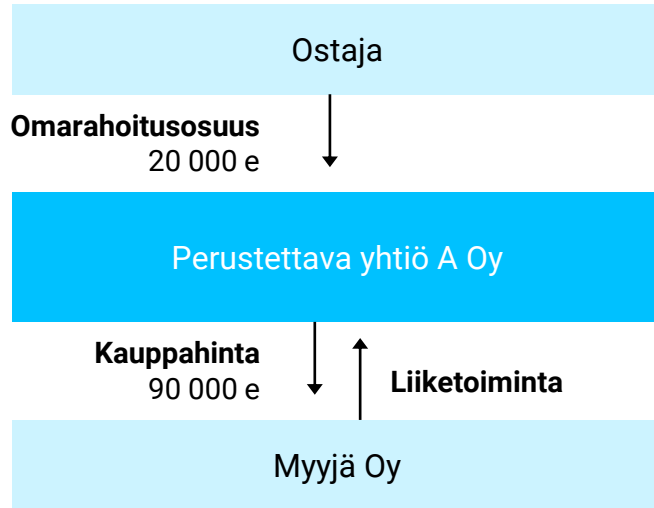 Ostaja
Omarahoitusosuus
20 000 e
Perustettava yhtiö A Oy
Kauppahinta
90 000 e
Liiketoiminta
Myyjä Oy